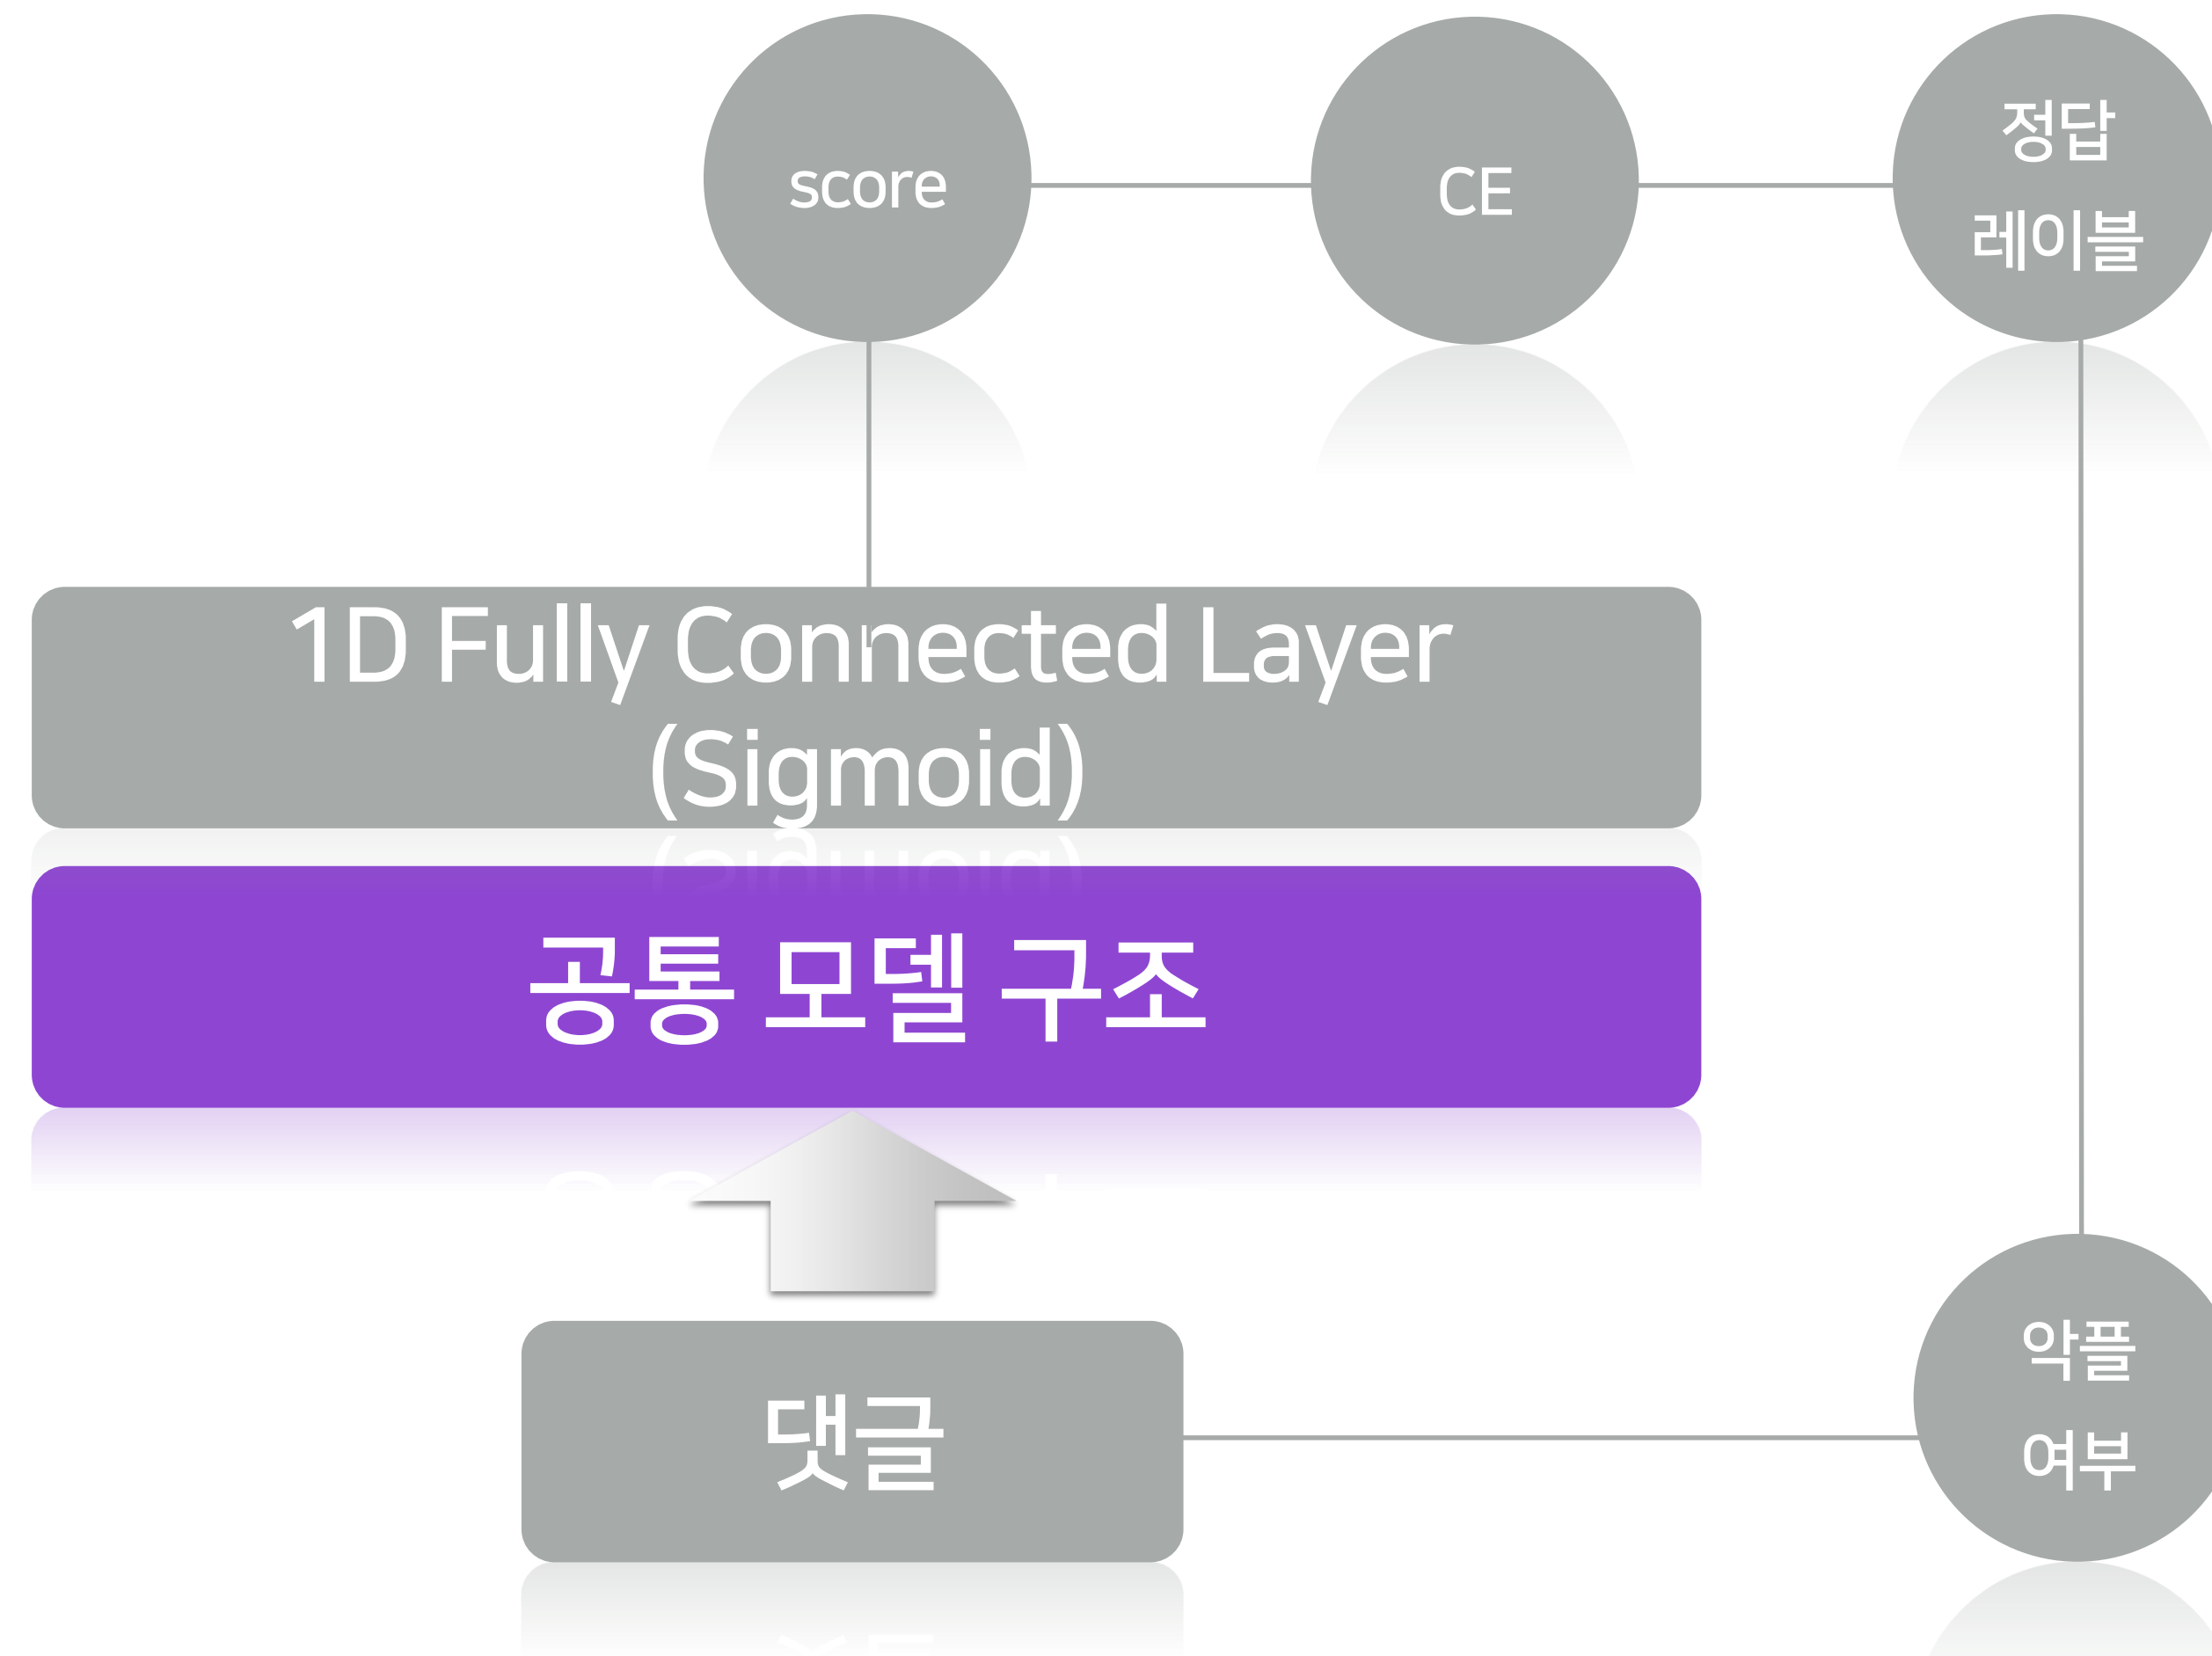 score
CE
정답
레이블
1D Fully Connected Layer
(Sigmoid)
공통 모델 구조
댓글
악플
여부